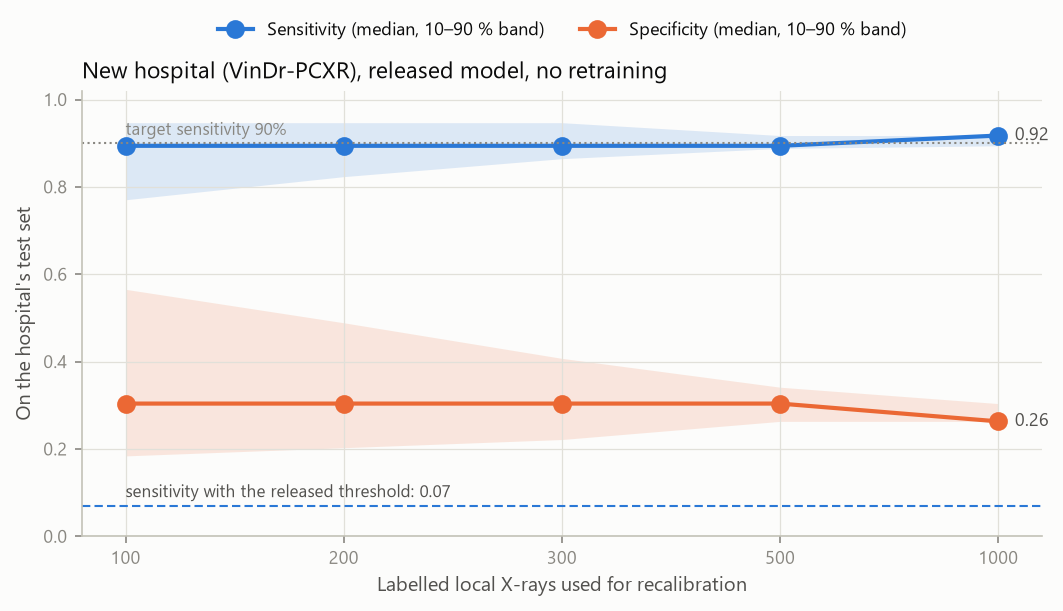 Sensitivity (median, 10–90 % band)
Specificity (median, 10–90 % band)
New hospital (VinDr-PCXR), released model, no retraining
On the hospital's test set
1.0
0.8
0.6
0.4
0.2
0.0
target sensitivity 90%
0.92
0.26
sensitivity with the released threshold: 0.07
100
200
300
500
1000
Labelled local X-rays used for recalibration